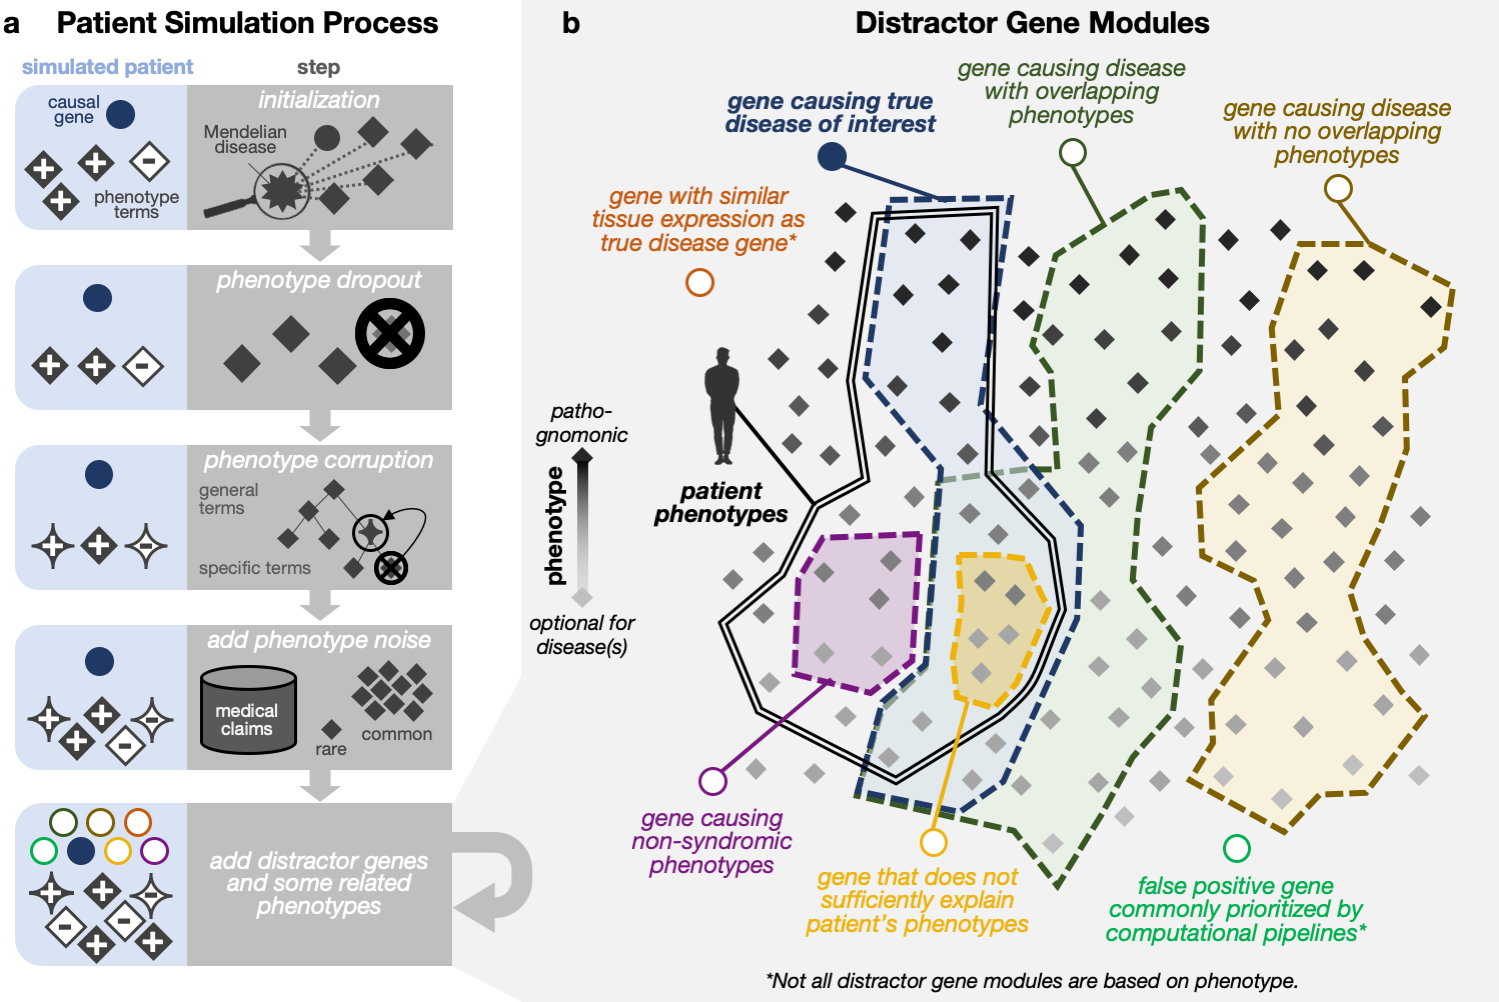 a Patient Simulation Process
simulated patient
step
causal
gene
phenotype
terms
initialization
Mendelian
disease
phenotype dropout
phenotype corruption
general
terms
specific terms
add phenotype noise
medical
claims
rare
common
add distractor genes
and some related
phenotypes
b Distractor Gene Modules
gene causing true
disease of interest
gene causing disease
with overlapping
phenotypes
gene causing disease
with no overlapping
phenotypes
gene with similar
tissue expression as
true disease gene*
patho-
gnomonic
phenotype
optional for
disease(s)
patient
phenotypes
gene causing
non-syndromic
phenotypes
gene that does not
sufficiently explain
patient's phenotypes
false positive gene
commonly prioritized by
computational pipelines*
*Not all distractor gene modules are based on phenotype.